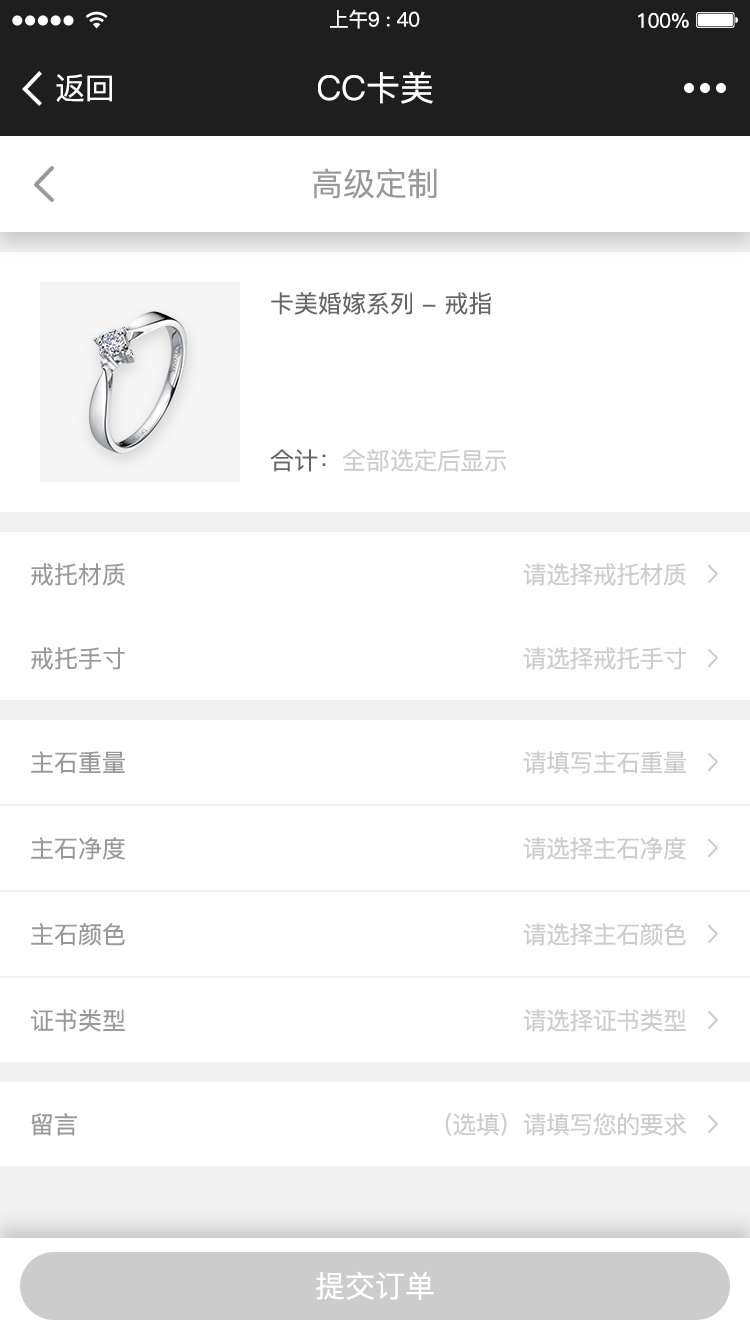 上午9 : 40
100%
返回
CC卡美
高级定制
卡美婚嫁系列 – 戒指
合计： 全部选定后显示
戒托材质 请选择戒托材质
戒托手寸 请选择戒托手寸
主石重量 请填写主石重量
主石净度 请选择主石净度
主石颜色 请选择主石颜色
证书类型 请选择证书类型
留言 （选填）请填写您的要求
提交订单